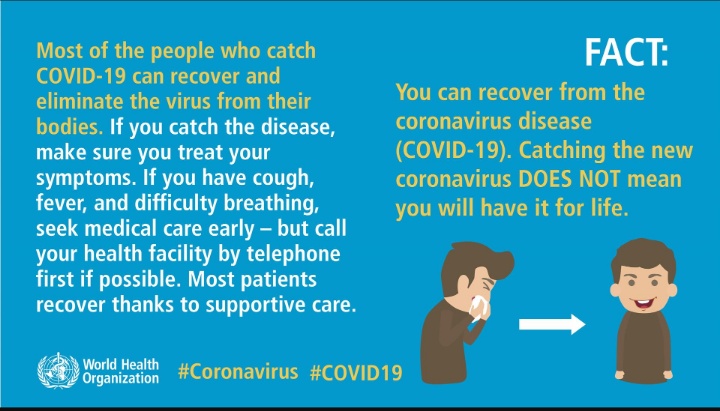 Most of the people who catch
COVID-19 can recover and
eliminate the virus from their
bodies. If you catch the disease,
make sure you treat your
symptoms. If you have cough,
fever, and difficulty breathing,
seek medical care early – but call
your health facility by telephone
first if possible. Most patients
recover thanks to supportive care.
FACT:
You can recover from the
coronavirus disease
(COVID-19). Catching the new
coronavirus DOES NOT mean
you will have it for life.
World Health
Organization
#Coronavirus #COVID19